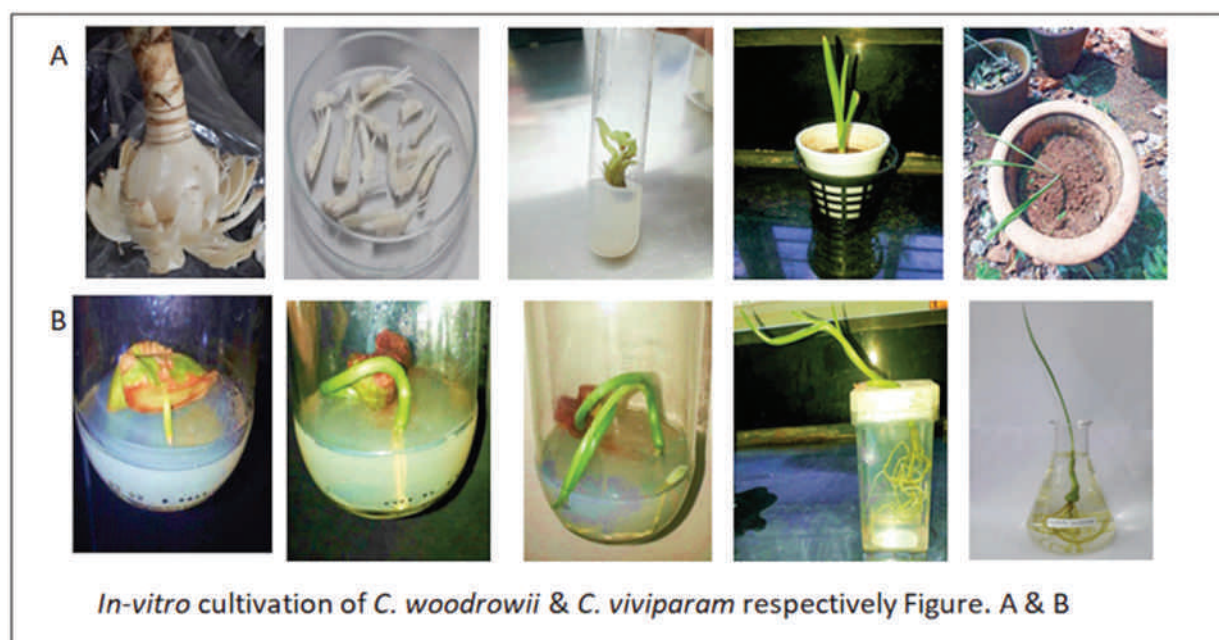 A
B
In-vitro cultivation of C. woodrowii & C. viviparam respectively Figure. A & B